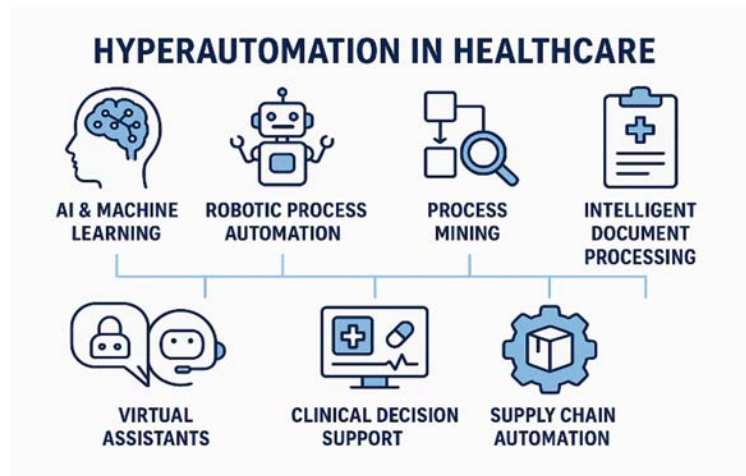 HYPERAUTOMATION IN HEALTHCARE
AI & MACHINE
LEARNING
ROBOTIC PROCESS
AUTOMATION
PROCESS
MINING
INTELLIGENT
DOCUMENT
PROCESSING
VIRTUAL
ASSISTANTS
CLINICAL DECISION
SUPPORT
SUPPLY CHAIN
AUTOMATION